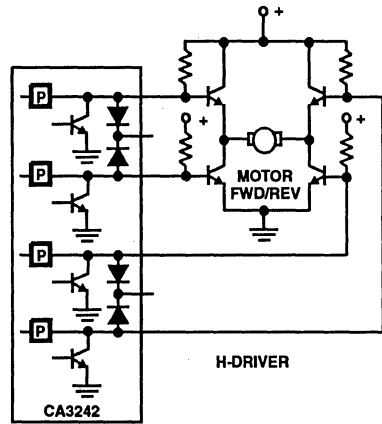 +
P
+
+
P
MOTOR
FWD/REV
P
P
H-DRIVER
CA3242